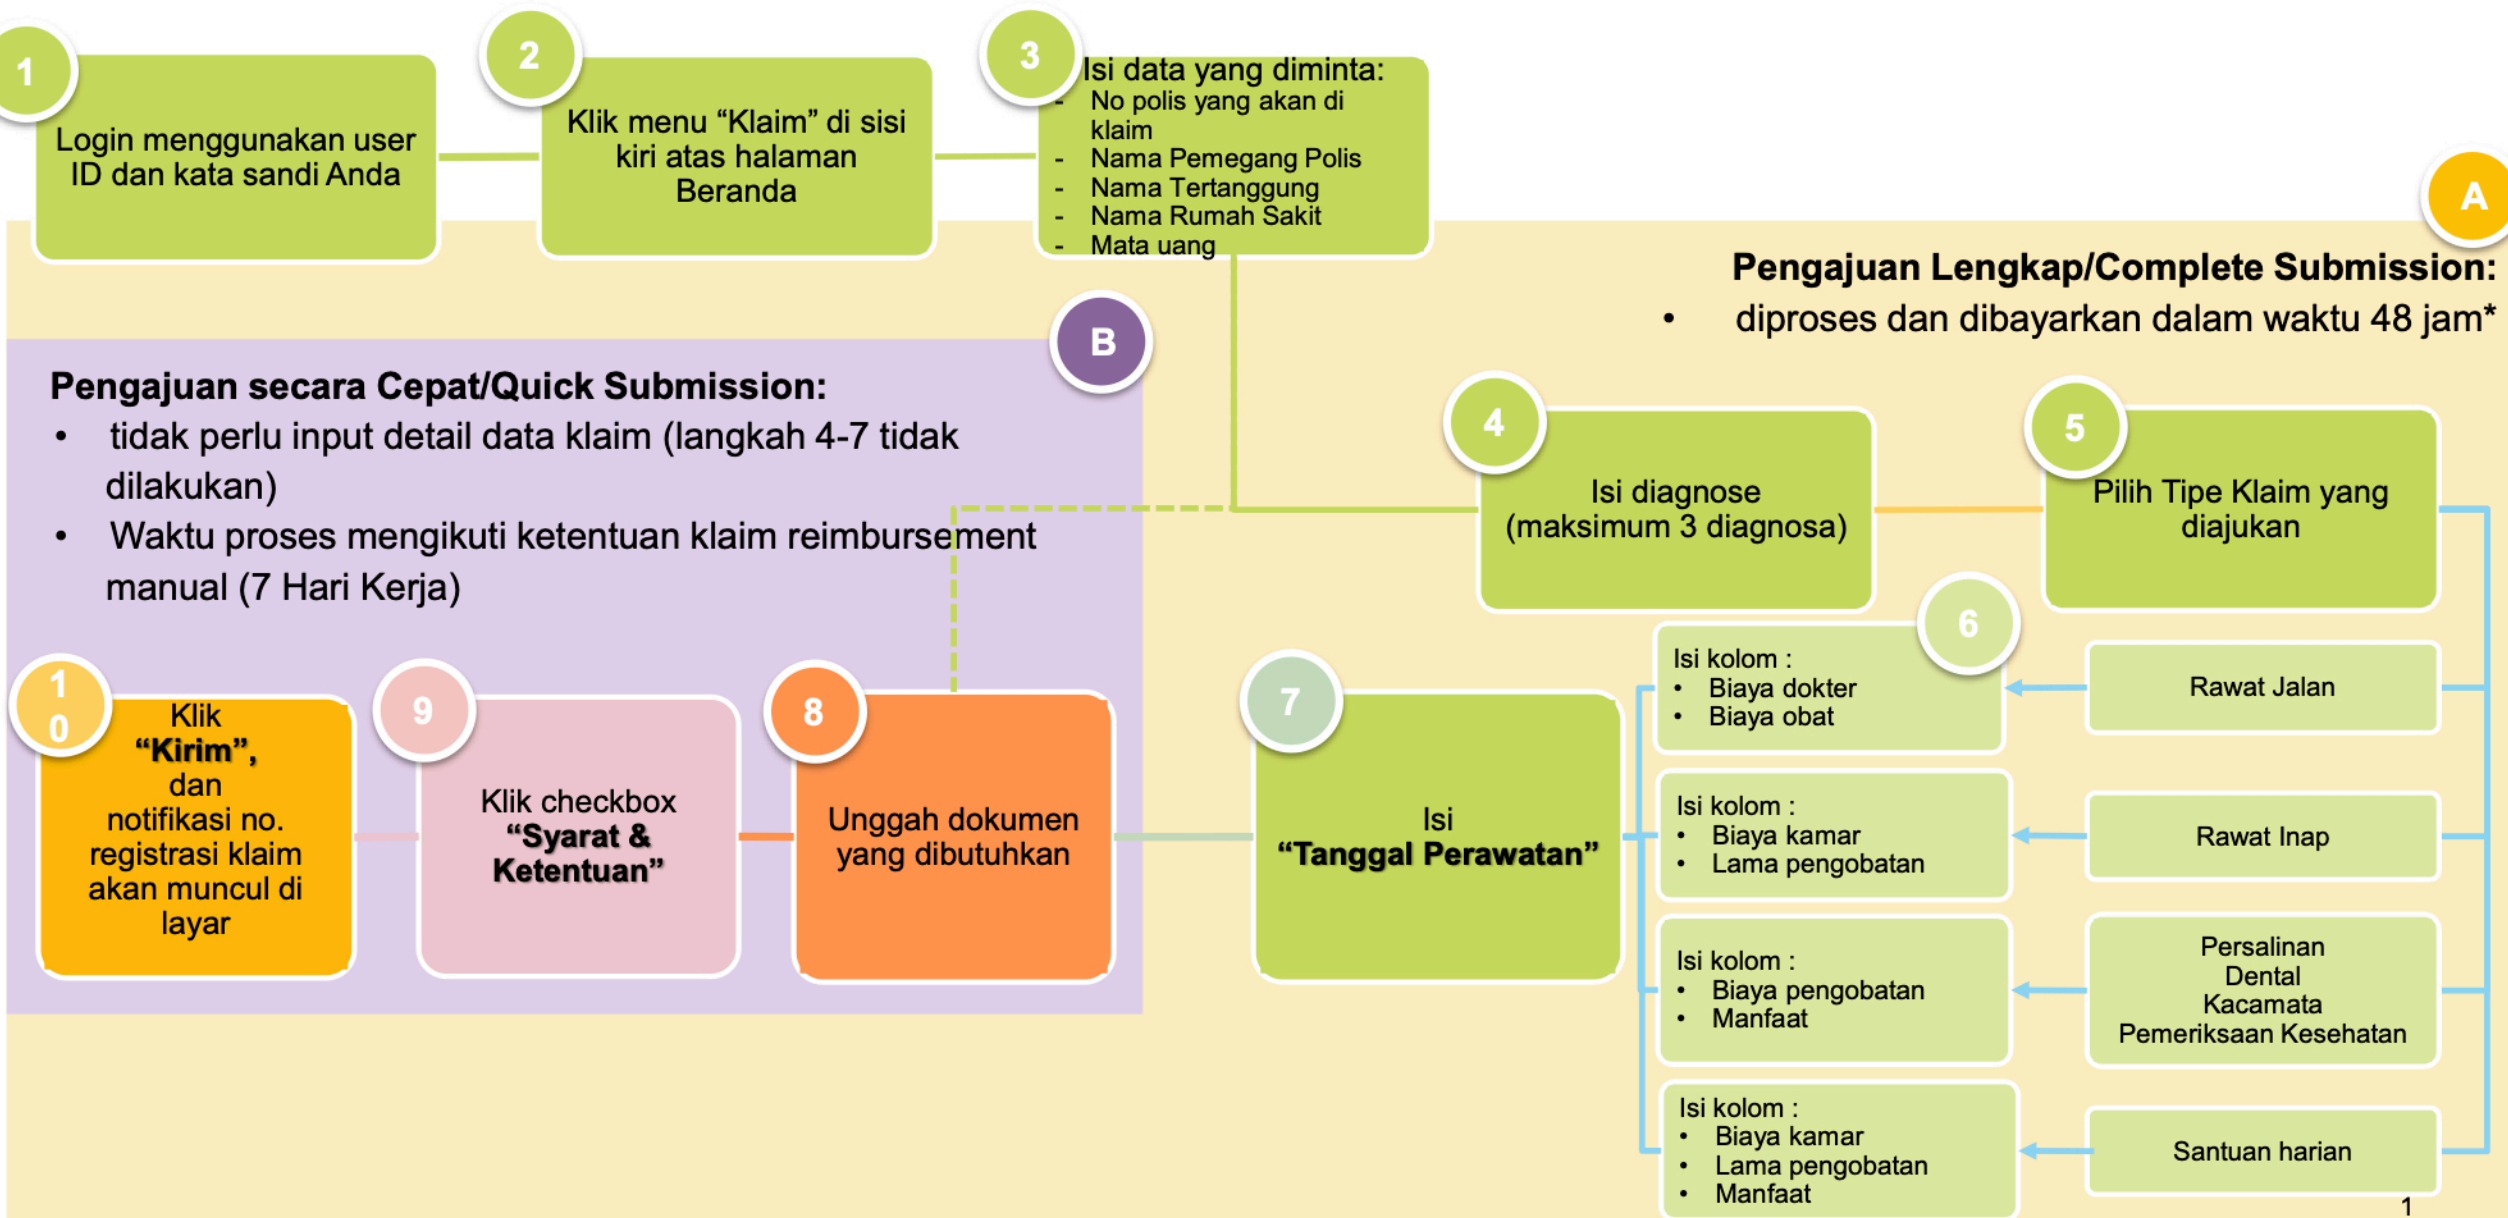 1
Login menggunakan user
ID dan kata sandi Anda
2
Klik menu “Klaim” di sisi
kiri atas halaman
Beranda
3
Isi data yang diminta:
- No polis yang akan di
klaim
- Nama Pemegang Polis
- Nama Tertanggung
- Nama Rumah Sakit
- Mata uang
A
Pengajuan Lengkap/Complete Submission:
• diproses dan dibayarkan dalam waktu 48 jam*
B
Pengajuan secara Cepat/Quick Submission:
• tidak perlu input detail data klaim (langkah 4-7 tidak
dilakukan)
• Waktu proses mengikuti ketentuan klaim reimbursement
manual (7 Hari Kerja)
4
Isi diagnose
(maksimum 3 diagnosa)
5
Pilih Tipe Klaim yang
diajukan
6
Isi kolom :
• Biaya dokter
• Biaya obat
Rawat Jalan
Isi kolom :
• Biaya kamar
• Lama pengobatan
Rawat Inap
Isi kolom :
• Biaya pengobatan
• Manfaat
Persalinan
Dental
Kacamata
Pemeriksaan Kesehatan
Isi kolom :
• Biaya kamar
• Lama pengobatan
• Manfaat
Santuan harian
7
Isi
“Tanggal Perawatan”
8
Unggah dokumen
yang dibutuhkan
9
Klik checkbox
“Syarat &
Ketentuan”
1
0
Klik
“Kirim”,
dan
notifikasi no.
registrasi klaim
akan muncul di
layar
1